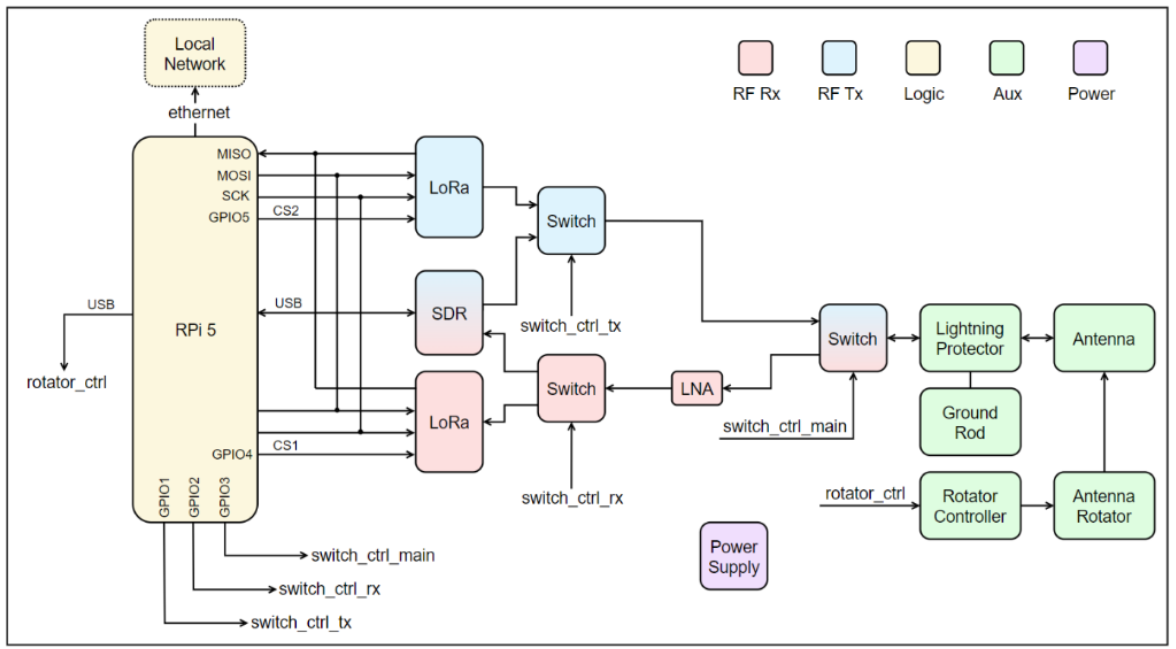 Local
Network
RF Rx
RF Tx
Logic
Aux
Power
ethernet
MISO
MOSI
SCK
GPIO5
CS2
LoRa
Switch
switch_ctrl_tx
USB
RPi 5
USB
SDR
rotator_ctrl
Switch
LNA
Switch
Lightning
Protector
Antenna
LoRa
switch_ctrl_main
Ground
Rod
GPIO4
CS1
switch_ctrl_rx
GPIO1
GPIO2
GPIO3
rotator_ctrl
Rotator
Controller
Antenna
Rotator
Power
Supply
switch_ctrl_main
switch_ctrl_rx
switch_ctrl_tx